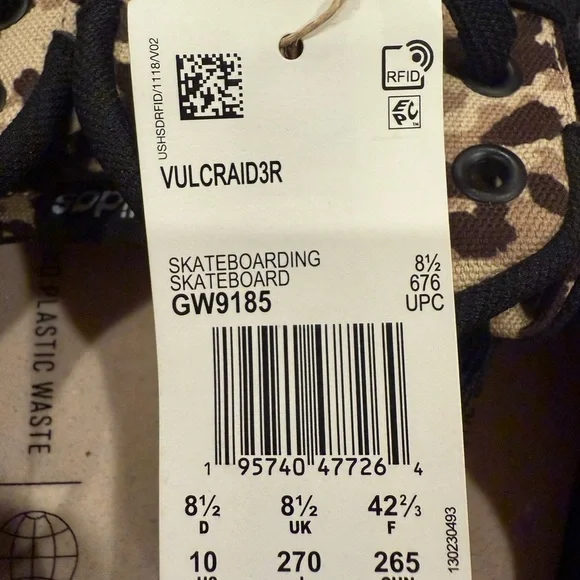 USHSDRFID/1118/V02
RFID
EPC
VULCRAID3R
SKATEBOARDING 8½
SKATEBOARD 676
GW9185 UPC
1 95740 47726 4
8½ 8½ 42⅔
D UK F
10 270 265
130230493
PLASTIC WASTE